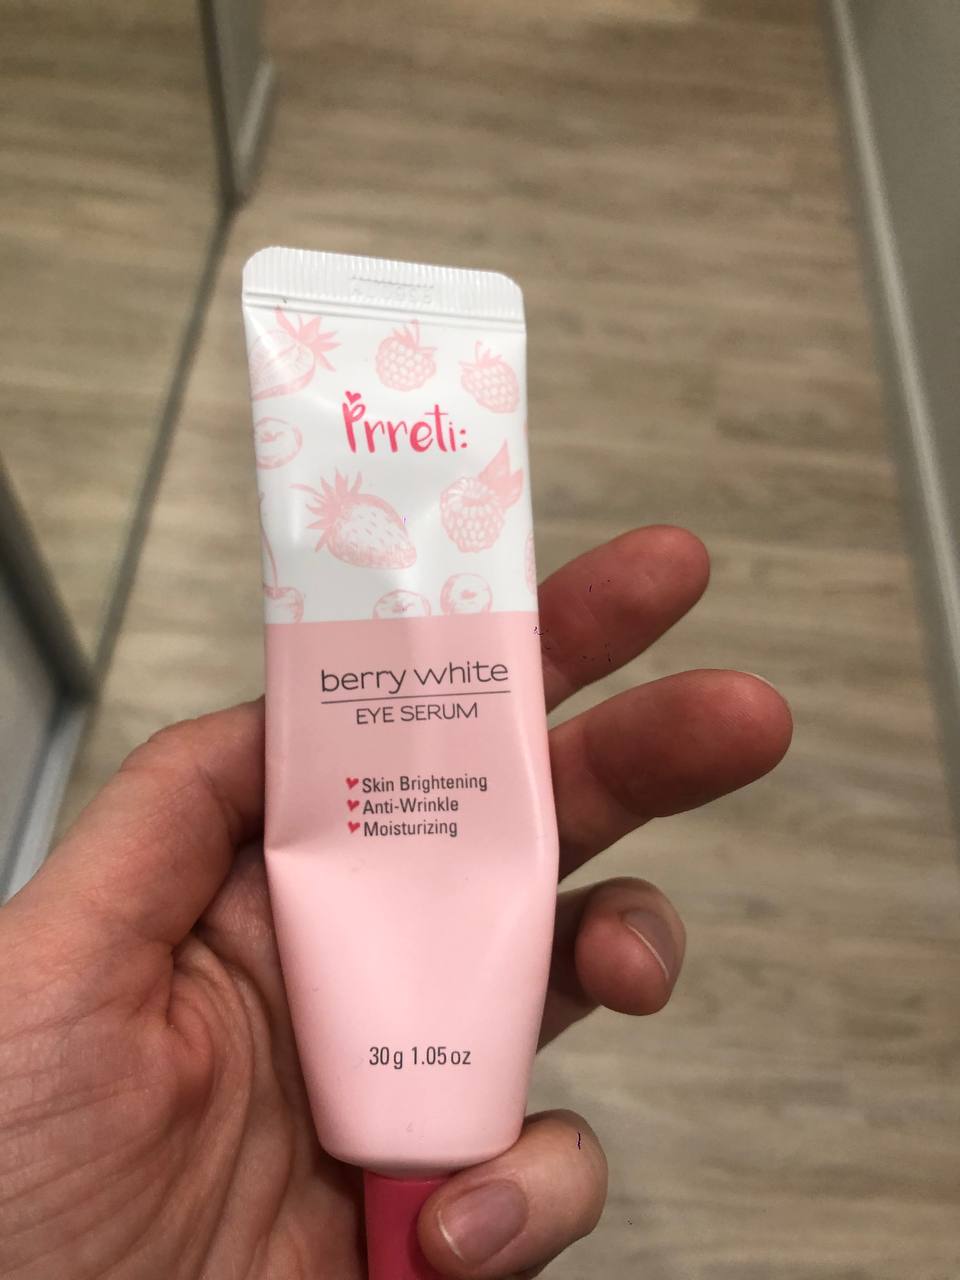 Prreti:
berry white
EYE SERUM
Skin Brightening
Anti-Wrinkle
Moisturizing
30g 1.05oz